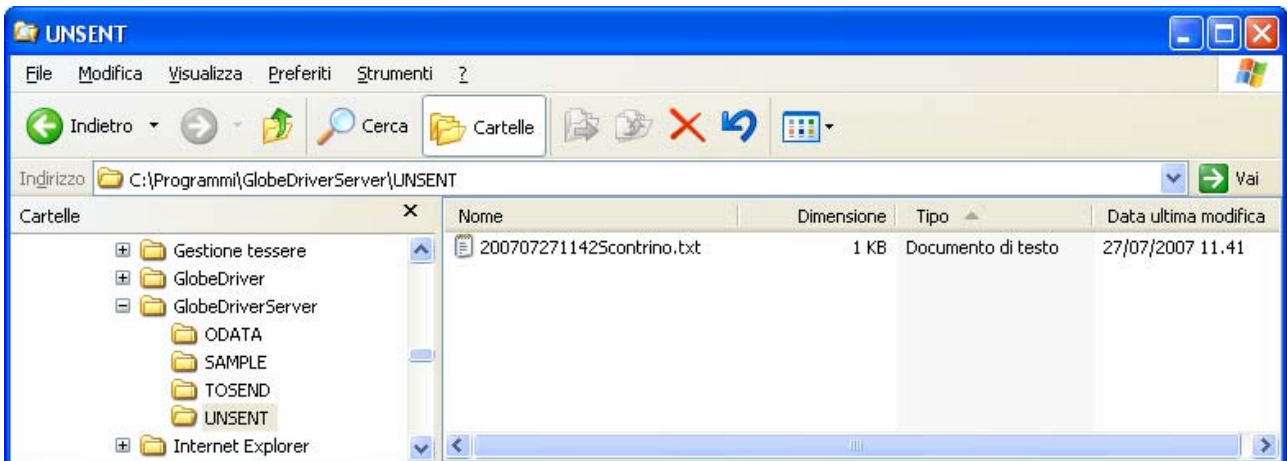 UNSENT
File Modifica Visualizza Preferiti Strumenti ?
Indietro Cerca Cartelle
Indirizzo C:\Programmi\GlobeDriverServer\UNSENT Vai
Cartelle
Gestione tessere
GlobeDriver
GlobeDriverServer
ODATA
SAMPLE
TOSEND
UNSENT
Internet Explorer
Nome Dimensione Tipo Data ultima modifica
200707271142Scontrino.txt 1 KB Documento di testo 27/07/2007 11.41